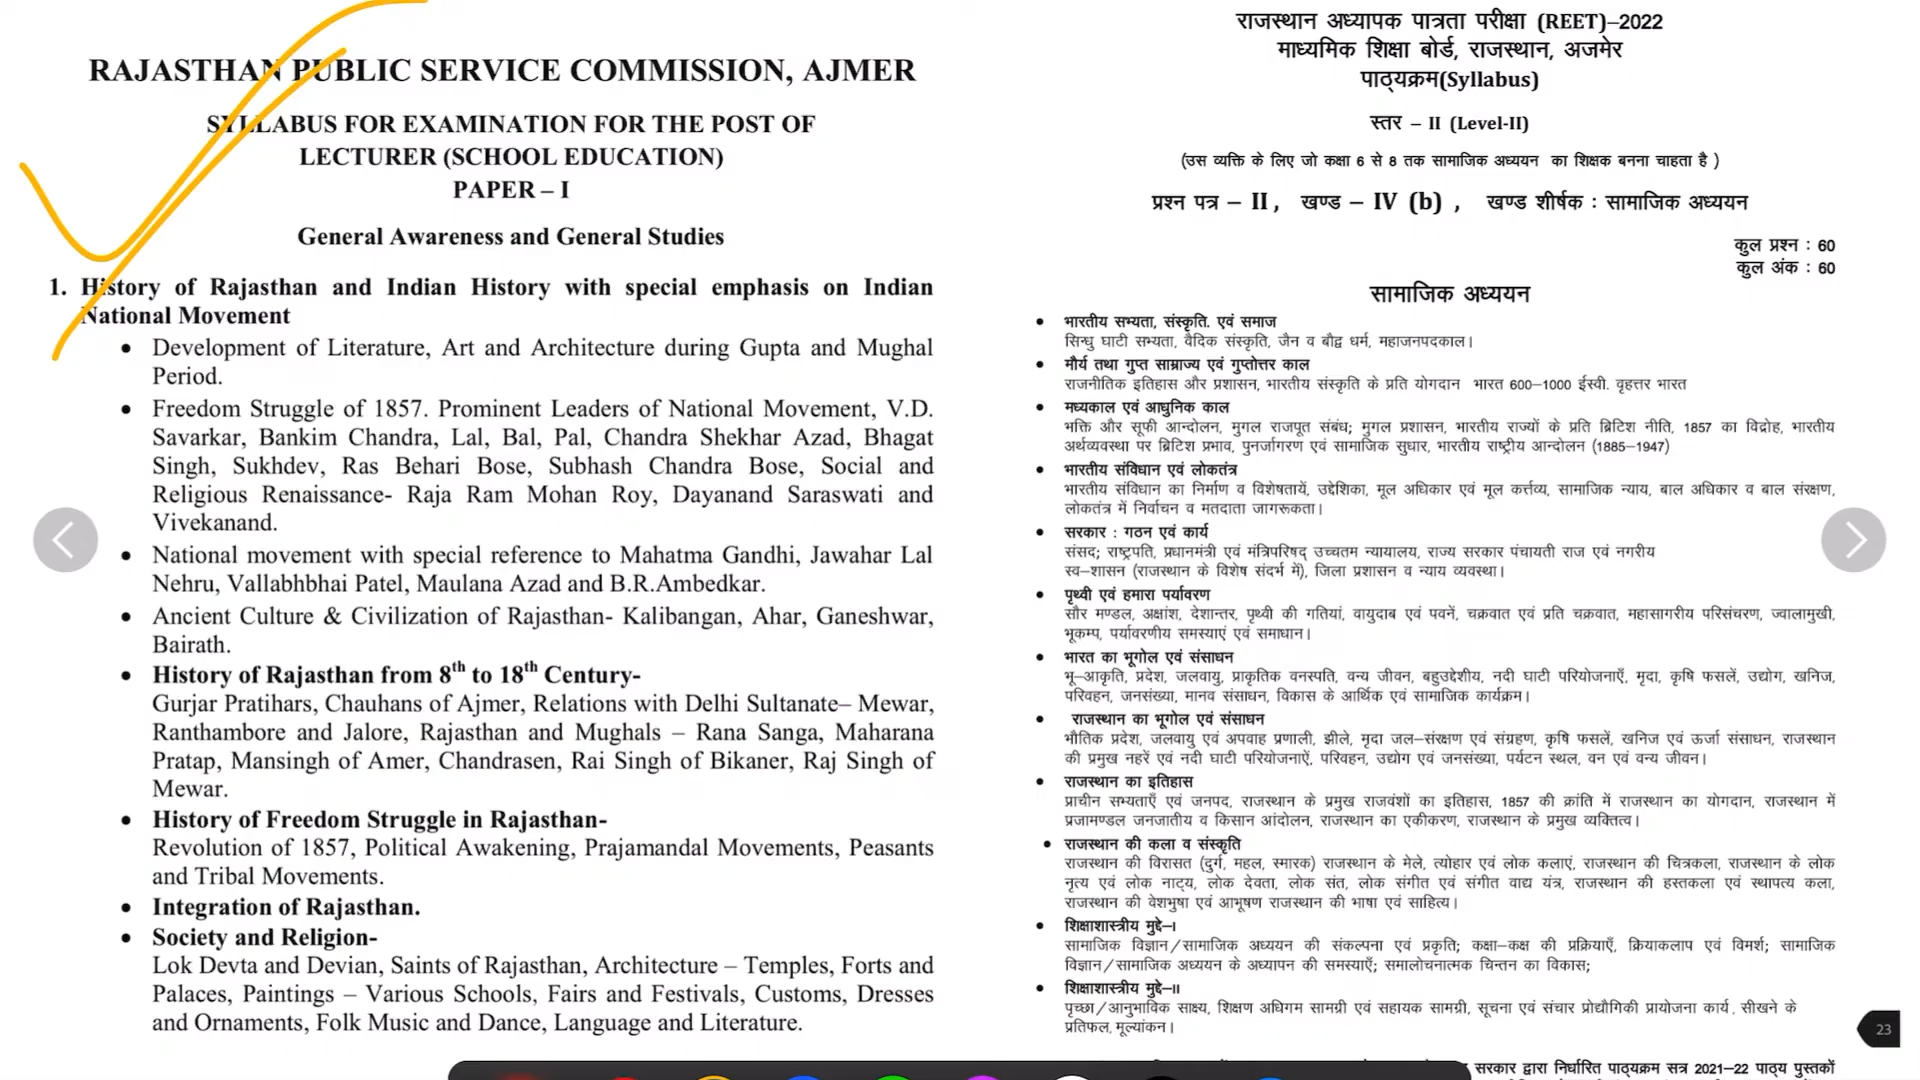 RAJASTHAN PUBLIC SERVICE COMMISSION, AJMER
SYLLABUS FOR EXAMINATION FOR THE POST OF
LECTURER (SCHOOL EDUCATION)
PAPER – I
General Awareness and General Studies
1. History of Rajasthan and Indian History with special emphasis on Indian
National Movement
• Development of Literature, Art and Architecture during Gupta and Mughal
Period.
• Freedom Struggle of 1857. Prominent Leaders of National Movement, V.D.
Savarkar, Bankim Chandra, Lal, Bal, Pal, Chandra Shekhar Azad, Bhagat
Singh, Sukhdev, Ras Behari Bose, Subhash Chandra Bose, Social and
Religious Renaissance- Raja Ram Mohan Roy, Dayanand Saraswati and
Vivekanand.
• National movement with special reference to Mahatma Gandhi, Jawahar Lal
Nehru, Vallabhbhai Patel, Maulana Azad and B.R.Ambedkar.
• Ancient Culture & Civilization of Rajasthan- Kalibangan, Ahar, Ganeshwar,
Bairath.
• History of Rajasthan from 8th to 18th Century-
Gurjar Pratihars, Chauhans of Ajmer, Relations with Delhi Sultanate– Mewar,
Ranthambore and Jalore, Rajasthan and Mughals – Rana Sanga, Maharana
Pratap, Mansingh of Amer, Chandrasen, Rai Singh of Bikaner, Raj Singh of
Mewar.
• History of Freedom Struggle in Rajasthan-
Revolution of 1857, Political Awakening, Prajamandal Movements, Peasants
and Tribal Movements.
• Integration of Rajasthan.
• Society and Religion-
Lok Devta and Devian, Saints of Rajasthan, Architecture – Temples, Forts and
Palaces, Paintings – Various Schools, Fairs and Festivals, Customs, Dresses
and Ornaments, Folk Music and Dance, Language and Literature.
राजस्थान अध्यापक पात्रता परीक्षा (REET)–2022
माध्यमिक शिक्षा बोर्ड, राजस्थान, अजमेर
पाठ्यक्रम(Syllabus)
स्तर – II (Level-II)
(उस व्यक्ति के लिए जो कक्षा 6 से 8 तक सामाजिक अध्ययन का शिक्षक बनना चाहता है )
प्रश्न पत्र – II , खण्ड – IV (b) , खण्ड शीर्षक : सामाजिक अध्ययन
कुल प्रश्न : 60
कुल अंक : 60
सामाजिक अध्ययन
• भारतीय सभ्यता, संस्कृति. एवं समाज
सिन्धु घाटी सभ्यता, वैदिक संस्कृति, जैन व बौद्व धर्म, महाजनपदकाल।
• मौर्य तथा गुप्त साम्राज्य एवं गुप्तोत्तर काल
राजनीतिक इतिहास और प्रशासन, भारतीय संस्कृति के प्रति योगदान भारत 600–1000 ईस्वी. वृहत्तर भारत
• मध्यकाल एवं आधुनिक काल
भक्ति और सूफी आन्दोलन, मुगल राजपूत संबंध; मुगल प्रशासन, भारतीय राज्यों के प्रति ब्रिटिश नीति, 1857 का विद्रोह, भारतीय
अर्थव्यवस्था पर ब्रिटिश प्रभाव, पुनर्जागरण एवं सामाजिक सुधार, भारतीय राष्ट्रीय आन्दोलन (1885–1947)
• भारतीय संविधान एवं लोकतंत्र
भारतीय संविधान का निर्माण व विशेषतायें, उद्देशिका, मूल अधिकार एवं मूल कर्त्तव्य, सामाजिक न्याय, बाल अधिकार व बाल संरक्षण,
लोकतंत्र में निर्वाचन व मतदाता जागरूकता।
• सरकार : गठन एवं कार्य
संसद; राष्ट्रपति, प्रधानमंत्री एवं मंत्रिपरिषद् उच्चतम न्यायालय, राज्य सरकार पंचायती राज एवं नगरीय
स्व–शासन (राजस्थान के विशेष संदर्भ में), जिला प्रशासन व न्याय व्यवस्था।
• पृथ्वी एवं हमारा पर्यावरण
सौर मण्डल, अक्षांश, देशान्तर, पृथ्वी की गतियां, वायुदाब एवं पवनें, चक्रवात एवं प्रति चक्रवात, महासागरीय परिसंचरण, ज्वालामुखी,
भूकम्प, पर्यावरणीय समस्याएं एवं समाधान।
• भारत का भूगोल एवं संसाधन
भू–आकृति, प्रदेश, जलवायु, प्राकृतिक वनस्पति, वन्य जीवन, बहुउद्देशीय, नदी घाटी परियोजनाएँ, मृदा, कृषि फसलें, उद्योग, खनिज,
परिवहन, जनसंख्या, मानव संसाधन, विकास के आर्थिक एवं सामाजिक कार्यक्रम।
• राजस्थान का भूगोल एवं संसाधन
भौतिक प्रदेश, जलवायु एवं अपवाह प्रणाली, झीले, मृदा जल–संरक्षण एवं संग्रहण, कृषि फसलें, खनिज एवं ऊर्जा संसाधन, राजस्थान
की प्रमुख नहरें एवं नदी घाटी परियोजनाऐं, परिवहन, उद्योग एवं जनसंख्या, पर्यटन स्थल, वन एवं वन्य जीवन।
• राजस्थान का इतिहास
प्राचीन सभ्यताएँ एवं जनपद, राजस्थान के प्रमुख राजवंशों का इतिहास, 1857 की क्रांति में राजस्थान का योगदान, राजस्थान में
प्रजामण्डल जनजातीय व किसान आंदोलन, राजस्थान का एकीकरण, राजस्थान के प्रमुख व्यक्तित्व।
• राजस्थान की कला व संस्कृति
राजस्थान की विरासत (दुर्ग, महल, स्मारक) राजस्थान के मेले, त्योहार एवं लोक कलाएं, राजस्थान की चित्रकला, राजस्थान के लोक
नृत्य एवं लोक नाट्य, लोक देवता, लोक संत, लोक संगीत एवं संगीत वाद्य यंत्र, राजस्थान की हस्तकला एवं स्थापत्य कला,
राजस्थान की वेशभुषा एवं आभूषण राजस्थान की भाषा एवं साहित्य।
• शिक्षाशास्त्रीय मुद्दे–I
सामाजिक विज्ञान/सामाजिक अध्ययन की संकल्पना एवं प्रकृति; कक्षा–कक्ष की प्रक्रियाएँ, क्रियाकलाप एवं विमर्श; सामाजिक
विज्ञान/सामाजिक अध्ययन के अध्यापन की समस्याएँ; समालोचनात्मक चिन्तन का विकास;
• शिक्षाशास्त्रीय मुद्दे–II
पृच्छा/आनुभाविक साक्ष्य, शिक्षण अधिगम सामाग्री एवं सहायक सामग्री, सूचना एवं संचार प्रोद्यौगिकी प्रायोजना कार्य, सीखने के
प्रतिफल, मूल्यांकन।
23
सरकार द्वारा निर्धारित पाठ्यक्रम सत्र 2021–22 पाठ्य पुस्तकों